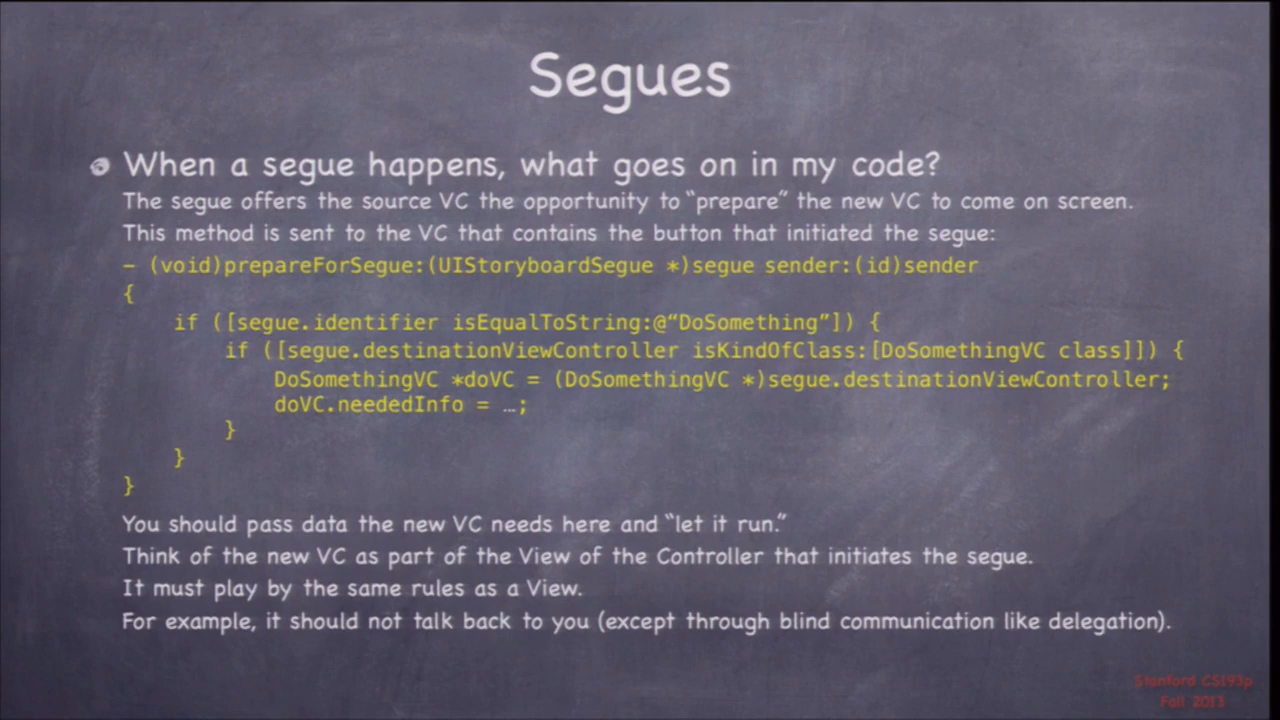 Segues
When a segue happens, what goes on in my code?
The segue offers the source VC the opportunity to “prepare” the new VC to come on screen.
This method is sent to the VC that contains the button that initiated the segue:
– (void)prepareForSegue:(UIStoryboardSegue *)segue sender:(id)sender
{
if ([segue.identifier isEqualToString:@“DoSomething”]) {
if ([segue.destinationViewController isKindOfClass:[DoSomethingVC class]]) {
DoSomethingVC *doVC = (DoSomethingVC *)segue.destinationViewController;
doVC.neededInfo = …;
}
}
}
You should pass data the new VC needs here and “let it run.”
Think of the new VC as part of the View of the Controller that initiates the segue.
It must play by the same rules as a View.
For example, it should not talk back to you (except through blind communication like delegation).
Stanford CS193p
Fall 2013